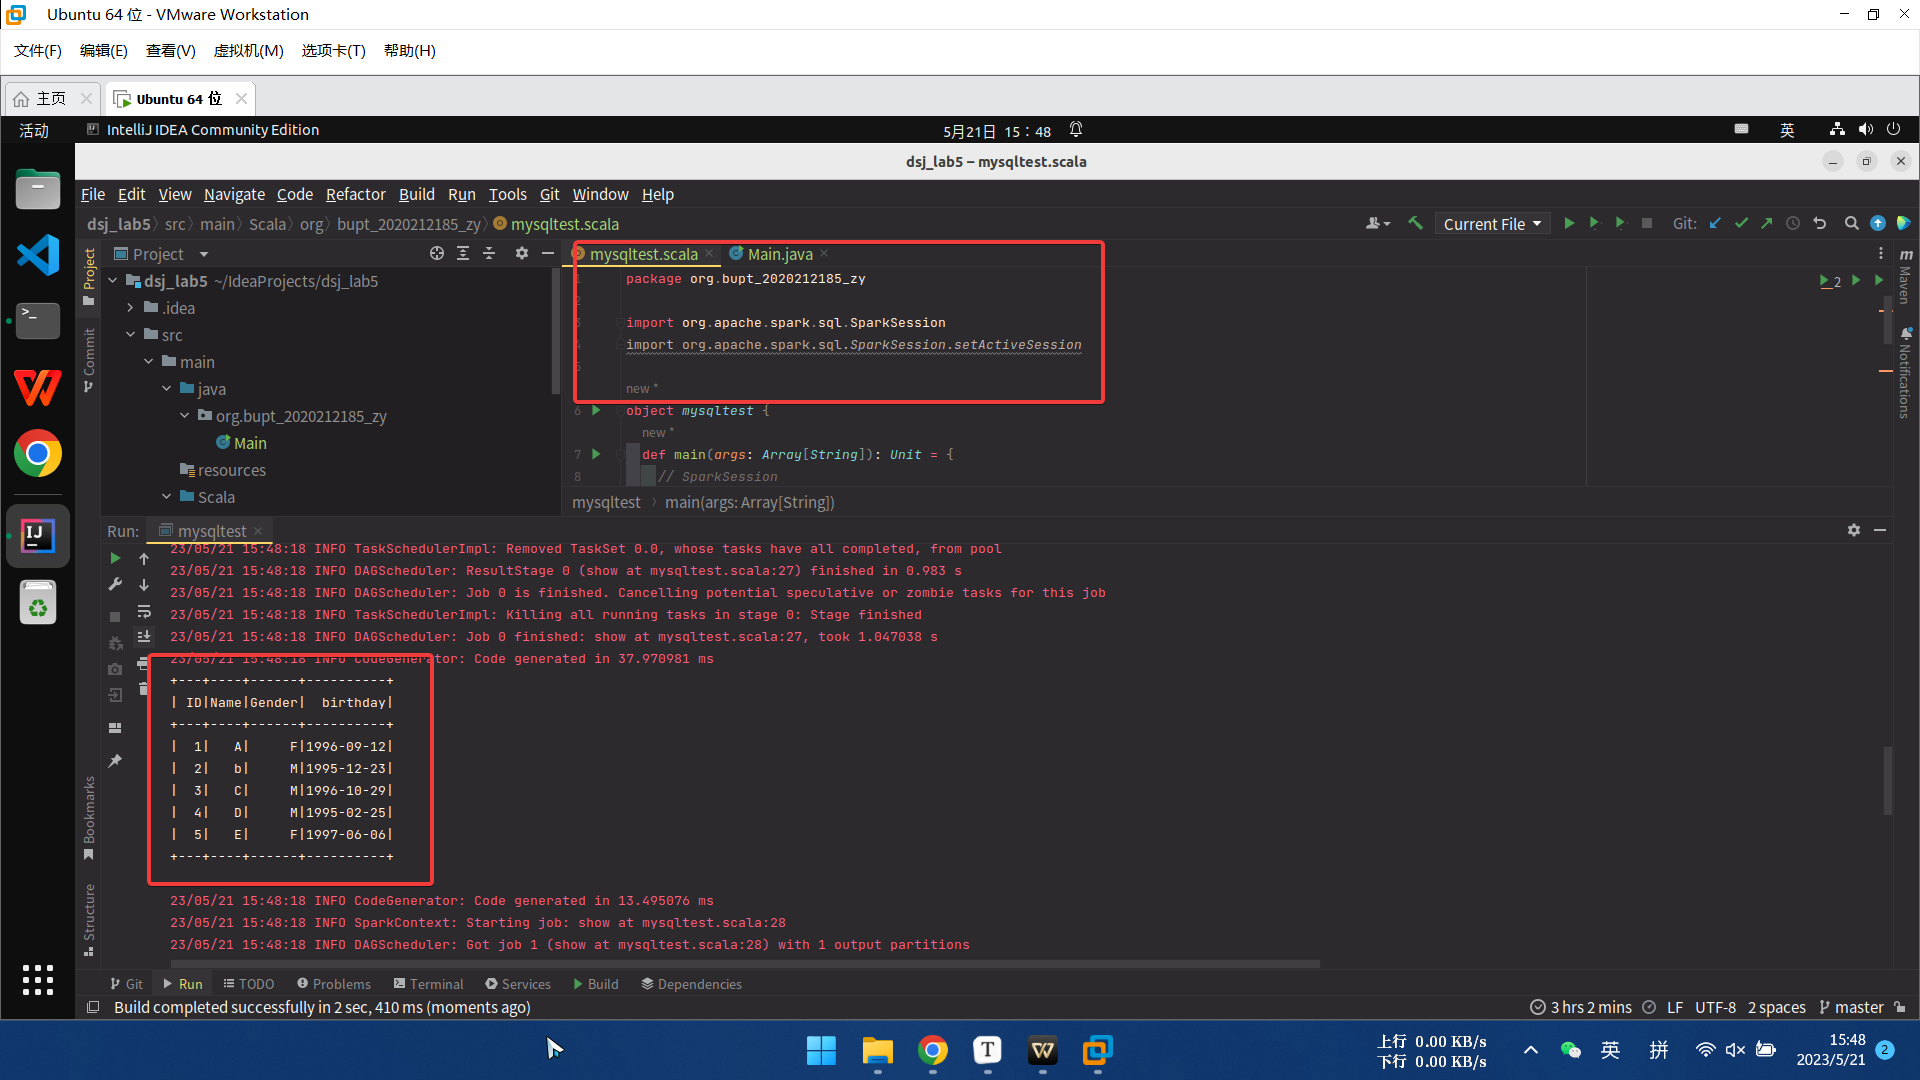 Ubuntu 64 位 - VMware Workstation
文件(F) 编辑(E) 查看(V) 虚拟机(M) 选项卡(T) 帮助(H)
主页 Ubuntu 64 位
活动 IntelliJ IDEA Community Edition 5月21日 15：48 英
dsj_lab5 – mysqltest.scala
File Edit View Navigate Code Refactor Build Run Tools Git Window Help
dsj_lab5 src main Scala org bupt_2020212185_zy mysqltest.scala Current File Git:
Project mysqltest.scala Main.java
dsj_lab5 ~/IdeaProjects/dsj_lab5
.idea
src
main
java
org.bupt_2020212185_zy
Main
resources
Scala
package org.bupt_2020212185_zy
2
import org.apache.spark.sql.SparkSession
import org.apache.spark.sql.SparkSession.setActiveSession
new *
6 object mysqltest {
new *
7 def main(args: Array[String]): Unit = {
8 // SparkSession
mysqltest main(args: Array[String])
Project
Commit
Bookmarks
Structure
Maven
Notifications
Run: mysqltest
23/05/21 15:48:18 INFO TaskSchedulerImpl: Removed TaskSet 0.0, whose tasks have all completed, from pool
23/05/21 15:48:18 INFO DAGScheduler: ResultStage 0 (show at mysqltest.scala:27) finished in 0.983 s
23/05/21 15:48:18 INFO DAGScheduler: Job 0 is finished. Cancelling potential speculative or zombie tasks for this job
23/05/21 15:48:18 INFO TaskSchedulerImpl: Killing all running tasks in stage 0: Stage finished
23/05/21 15:48:18 INFO DAGScheduler: Job 0 finished: show at mysqltest.scala:27, took 1.047038 s
23/05/21 15:48:18 INFO CodeGenerator: Code generated in 37.970981 ms
+---+----+------+----------+
| ID|Name|Gender|  birthday|
+---+----+------+----------+
|  1|   A|     F|1996-09-12|
|  2|   b|     M|1995-12-23|
|  3|   C|     M|1996-10-29|
|  4|   D|     M|1995-02-25|
|  5|   E|     F|1997-06-06|
+---+----+------+----------+
23/05/21 15:48:18 INFO CodeGenerator: Code generated in 13.495076 ms
23/05/21 15:48:18 INFO SparkContext: Starting job: show at mysqltest.scala:28
23/05/21 15:48:18 INFO DAGScheduler: Got job 1 (show at mysqltest.scala:28) with 1 output partitions
Git Run TODO Problems Terminal Services Build Dependencies
Build completed successfully in 2 sec, 410 ms (moments ago) 3 hrs 2 mins LF UTF-8 2 spaces master
上行 0.00 KB/s
下行 0.00 KB/s
英 拼
15:48
2023/5/21 2